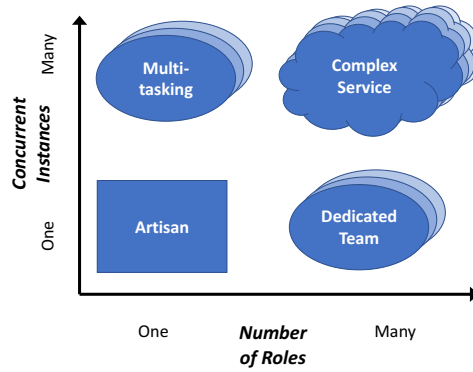 Many
Multi-
tasking
Complex
Service
Concurrent
Instances
One
Artisan
Dedicated
Team
One
Number
of Roles
Many